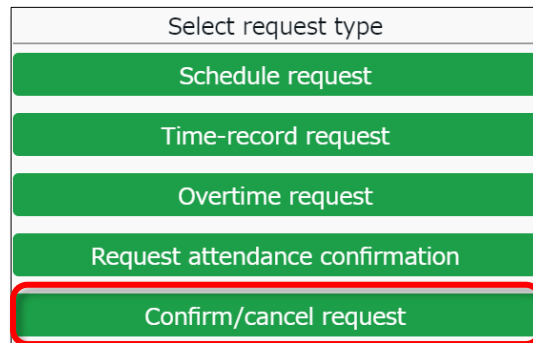 Select request type
Schedule request
Time-record request
Overtime request
Request attendance confirmation
Confirm/cancel request